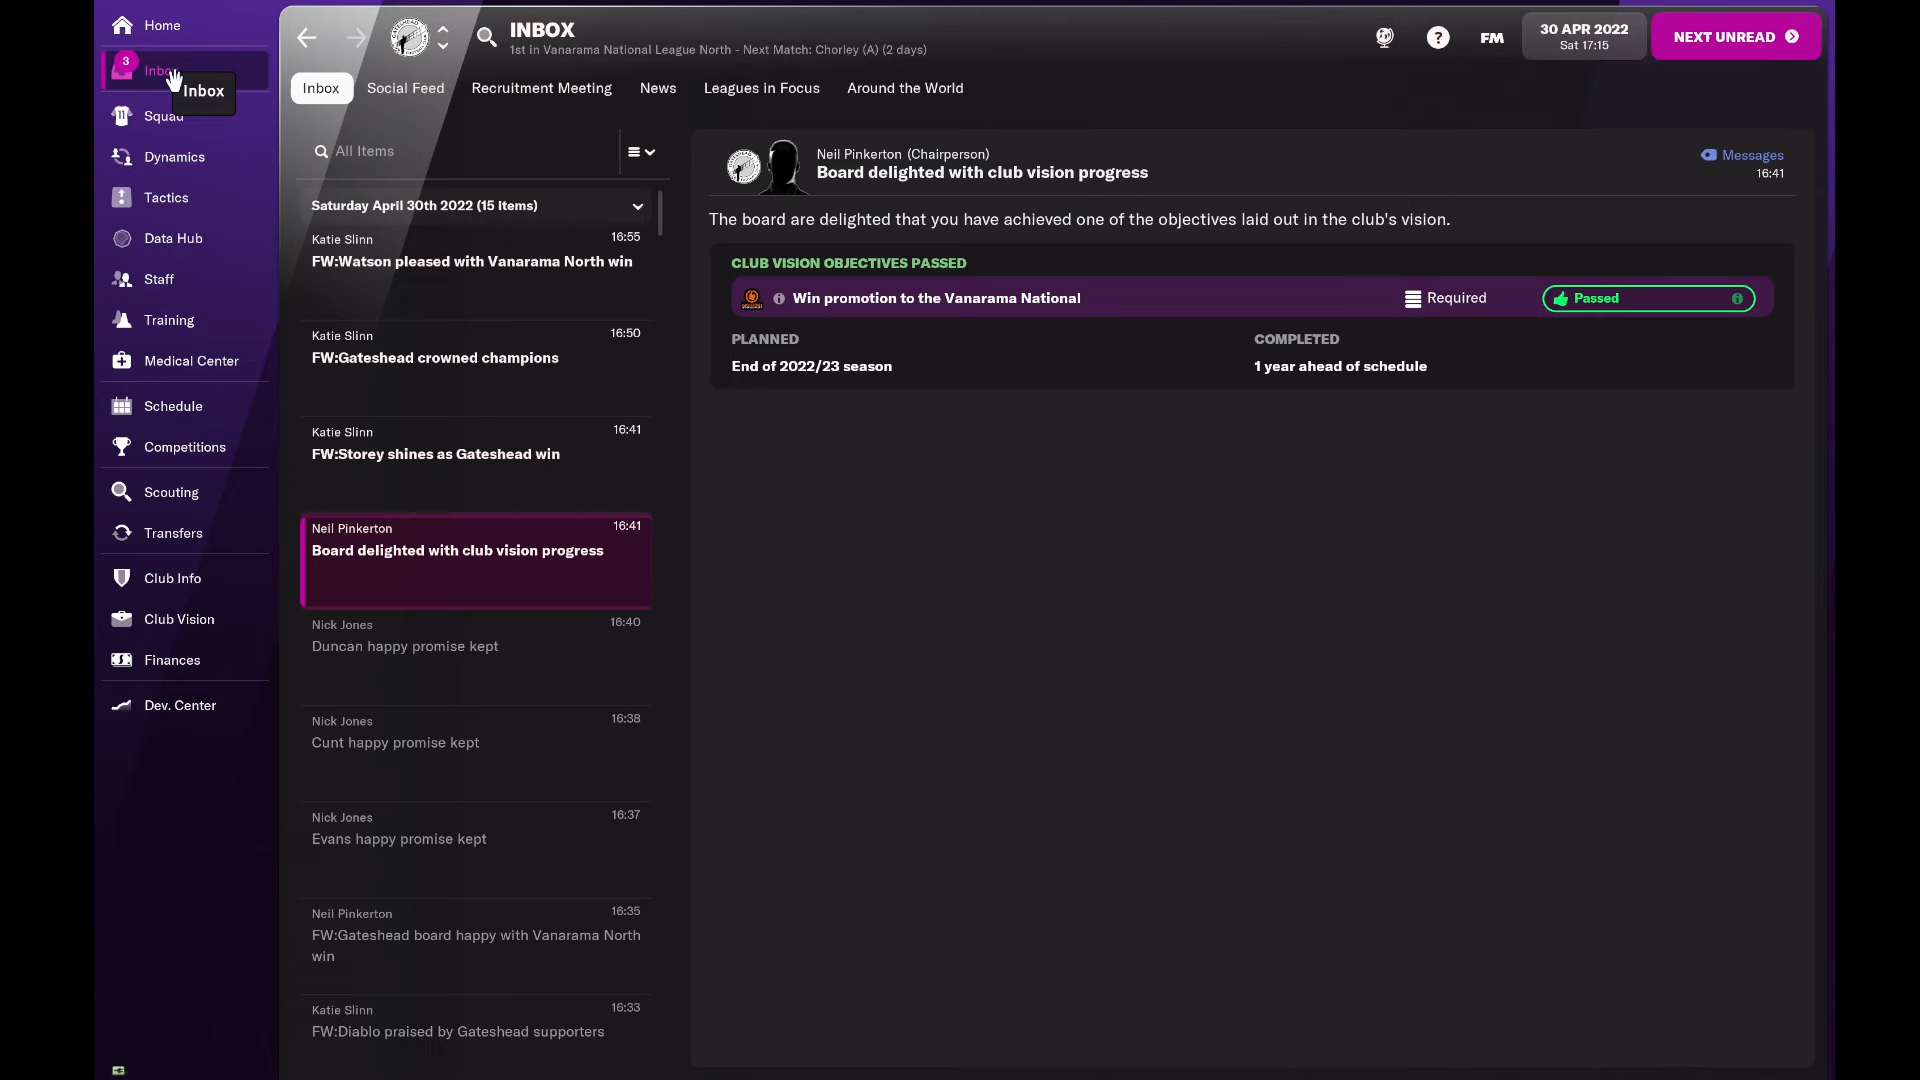 Home
3
Inbox
Inbox
Squad
Dynamics
Tactics
Data Hub
Staff
Training
Medical Center
Schedule
Competitions
Scouting
Transfers
Club Info
Club Vision
Finances
Dev. Center
INBOX
1st in Vanarama National League North - Next Match: Chorley (A) (2 days)
?
FM
30 APR 2022
Sat 17:15
NEXT UNREAD
Inbox Social Feed Recruitment Meeting News Leagues in Focus Around the World
All Items
Saturday April 30th 2022 (15 Items)
Katie Slinn 16:55
FW:Watson pleased with Vanarama North win
Katie Slinn 16:50
FW:Gateshead crowned champions
Katie Slinn 16:41
FW:Storey shines as Gateshead win
Neil Pinkerton 16:41
Board delighted with club vision progress
Nick Jones 16:40
Duncan happy promise kept
Nick Jones 16:38
Cunt happy promise kept
Nick Jones 16:37
Evans happy promise kept
Neil Pinkerton 16:35
FW:Gateshead board happy with Vanarama North
win
Katie Slinn 16:33
FW:Diablo praised by Gateshead supporters
Neil Pinkerton (Chairperson) Messages
Board delighted with club vision progress 16:41
The board are delighted that you have achieved one of the objectives laid out in the club's vision.
CLUB VISION OBJECTIVES PASSED
Win promotion to the Vanarama National Required Passed
PLANNED COMPLETED
End of 2022/23 season 1 year ahead of schedule